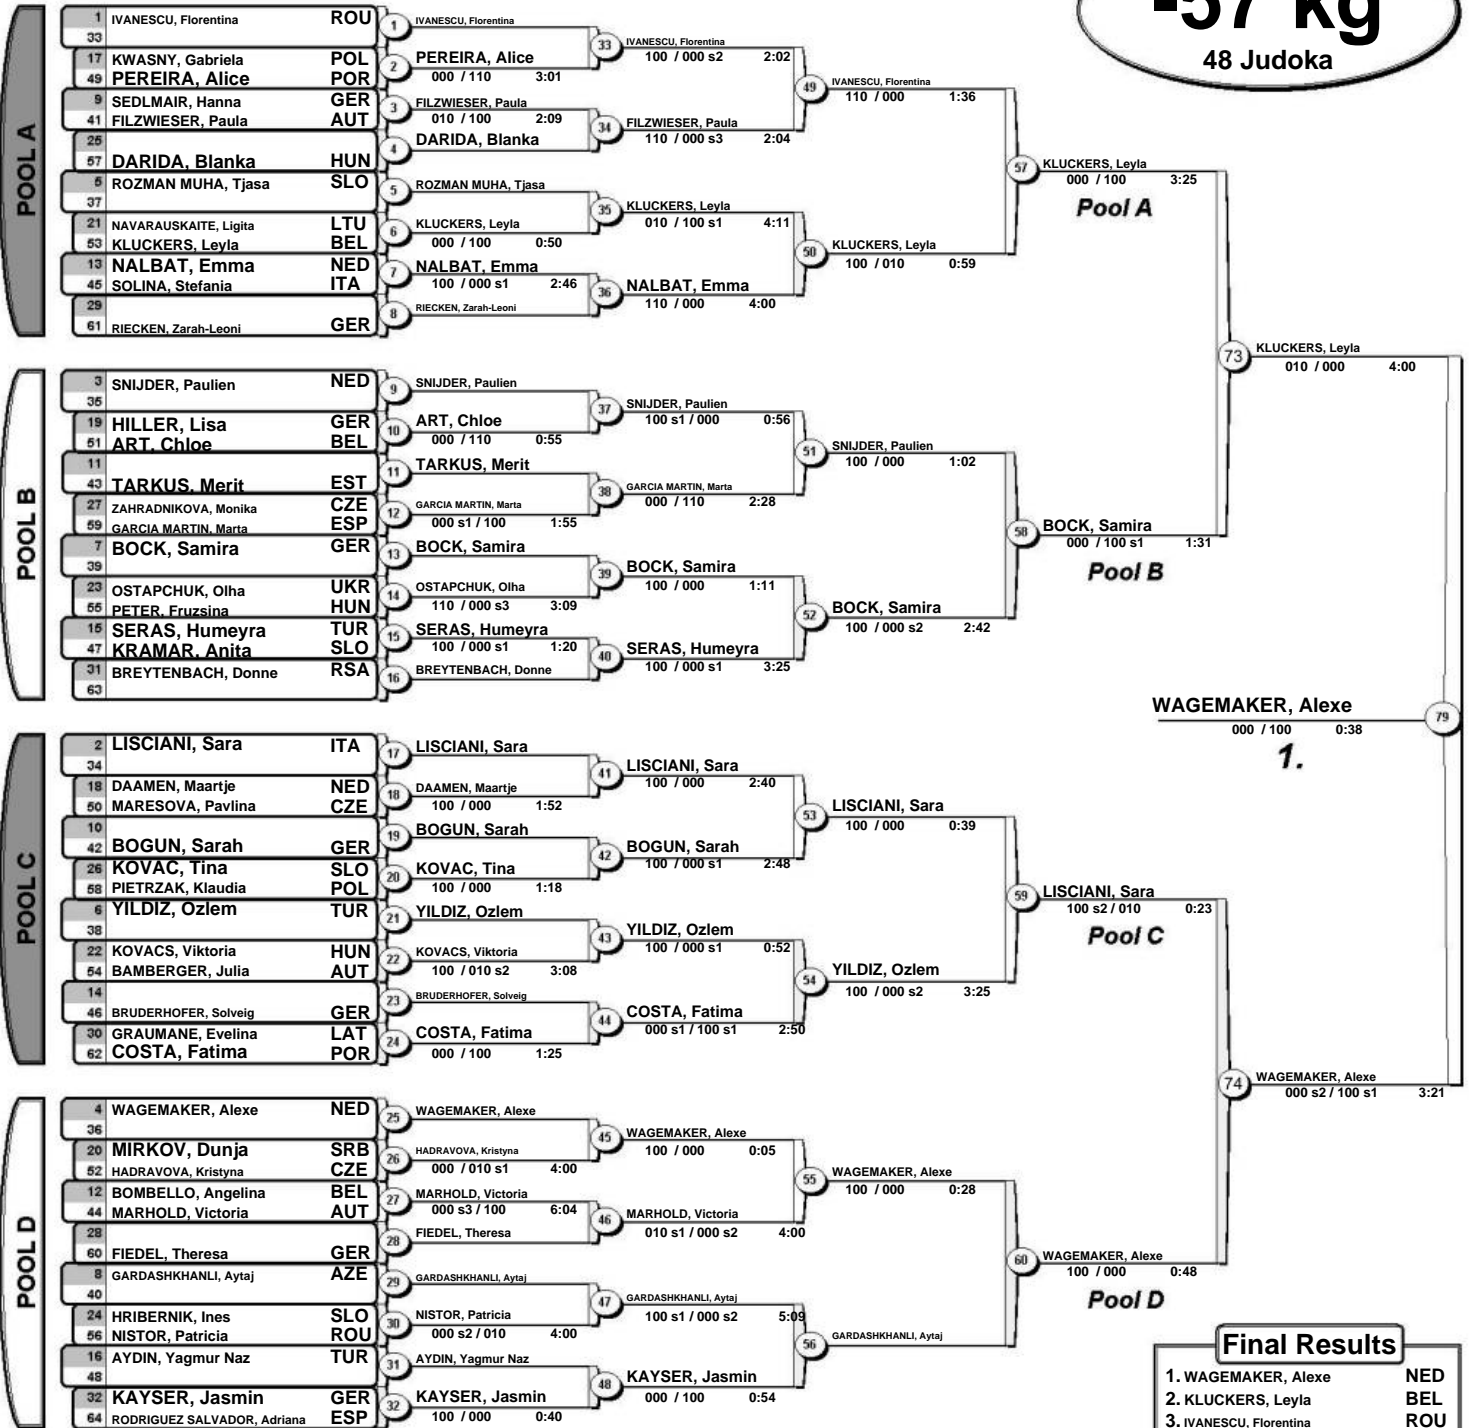 -57 kg
48 Judoka
POOL A
1 IVANESCU, Florentina ROU
33
17 KWASNY, Gabriela POL
49 PEREIRA, Alice POR
9 SEDLMAIR, Hanna GER
41 FILZWIESER, Paula AUT
25
57 DARIDA, Blanka HUN
5 ROZMAN MUHA, Tjasa SLO
37
21 NAVARAUSKAITE, Ligita LTU
53 KLUCKERS, Leyla BEL
13 NALBAT, Emma NED
45 SOLINA, Stefania ITA
29
61 RIECKEN, Zarah-Leoni GER
1 IVANESCU, Florentina
2 PEREIRA, Alice
000 / 110 3:01
3 FILZWIESER, Paula
010 / 100 2:09
4 DARIDA, Blanka
5 ROZMAN MUHA, Tjasa
6 KLUCKERS, Leyla
000 / 100 0:50
7 NALBAT, Emma
100 / 000 s1 2:46
8 RIECKEN, Zarah-Leoni
33 IVANESCU, Florentina
100 / 000 s2 2:02
34 FILZWIESER, Paula
110 / 000 s3 2:04
35 KLUCKERS, Leyla
010 / 100 s1 4:11
36 NALBAT, Emma
110 / 000 4:00
49 IVANESCU, Florentina
110 / 000 1:36
50 KLUCKERS, Leyla
100 / 010 0:59
57 KLUCKERS, Leyla
000 / 100 3:25
Pool A
POOL B
3 SNIJDER, Paulien NED
35
19 HILLER, Lisa GER
51 ART, Chloe BEL
11
43 TARKUS, Merit EST
27 ZAHRADNIKOVA, Monika CZE
59 GARCIA MARTIN, Marta ESP
7 BOCK, Samira GER
39
23 OSTAPCHUK, Olha UKR
55 PETER, Fruzsina HUN
15 SERAS, Humeyra TUR
47 KRAMAR, Anita SLO
31 BREYTENBACH, Donne RSA
63
9 SNIJDER, Paulien
10 ART, Chloe
000 / 110 0:55
11 TARKUS, Merit
12 GARCIA MARTIN, Marta
000 s1 / 100 1:55
13 BOCK, Samira
14 OSTAPCHUK, Olha
110 / 000 s3 3:09
15 SERAS, Humeyra
100 / 000 s1 1:20
16 BREYTENBACH, Donne
37 SNIJDER, Paulien
100 s1 / 000 0:56
38 GARCIA MARTIN, Marta
000 / 110 2:28
39 BOCK, Samira
100 / 000 1:11
40 SERAS, Humeyra
100 / 000 s1 3:25
51 SNIJDER, Paulien
100 / 000 1:02
52 BOCK, Samira
100 / 000 s2 2:42
58 BOCK, Samira
000 / 100 s1 1:31
Pool B
73 KLUCKERS, Leyla
010 / 000 4:00
WAGEMAKER, Alexe 79
000 / 100 0:38
1.
POOL C
2 LISCIANI, Sara ITA
34
18 DAAMEN, Maartje NED
50 MARESOVA, Pavlina CZE
10
42 BOGUN, Sarah GER
26 KOVAC, Tina SLO
58 PIETRZAK, Klaudia POL
6 YILDIZ, Ozlem TUR
38
22 KOVACS, Viktoria HUN
54 BAMBERGER, Julia AUT
14
46 BRUDERHOFER, Solveig GER
30 GRAUMANE, Evelina LAT
62 COSTA, Fatima POR
17 LISCIANI, Sara
18 DAAMEN, Maartje
100 / 000 1:52
19 BOGUN, Sarah
20 KOVAC, Tina
100 / 000 1:18
21 YILDIZ, Ozlem
22 KOVACS, Viktoria
100 / 010 s2 3:08
23 BRUDERHOFER, Solveig
24 COSTA, Fatima
000 / 100 1:25
41 LISCIANI, Sara
100 / 000 2:40
42 BOGUN, Sarah
100 / 000 s1 2:48
43 YILDIZ, Ozlem
100 / 000 s1 0:52
44 COSTA, Fatima
000 s1 / 100 s1 2:50
53 LISCIANI, Sara
100 / 000 0:39
54 YILDIZ, Ozlem
100 / 000 s2 3:25
59 LISCIANI, Sara
100 s2 / 010 0:23
Pool C
POOL D
4 WAGEMAKER, Alexe NED
36
20 MIRKOV, Dunja SRB
52 HADRAVOVA, Kristyna CZE
12 BOMBELLO, Angelina BEL
44 MARHOLD, Victoria AUT
28
60 FIEDEL, Theresa GER
8 GARDASHKHANLI, Aytaj AZE
40
24 HRIBERNIK, Ines SLO
56 NISTOR, Patricia ROU
16 AYDIN, Yagmur Naz TUR
48
32 KAYSER, Jasmin GER
64 RODRIGUEZ SALVADOR, Adriana ESP
25 WAGEMAKER, Alexe
26 HADRAVOVA, Kristyna
000 / 010 s1 4:00
27 MARHOLD, Victoria
000 s3 / 100 6:04
28 FIEDEL, Theresa
29 GARDASHKHANLI, Aytaj
30 NISTOR, Patricia
000 s2 / 010 4:00
31 AYDIN, Yagmur Naz
32 KAYSER, Jasmin
100 / 000 0:40
45 WAGEMAKER, Alexe
100 / 000 0:05
46 MARHOLD, Victoria
010 s1 / 000 s2 4:00
47 GARDASHKHANLI, Aytaj
100 s1 / 000 s2 5:09
48 KAYSER, Jasmin
000 / 100 0:54
55 WAGEMAKER, Alexe
100 / 000 0:28
56 GARDASHKHANLI, Aytaj
60 WAGEMAKER, Alexe
100 / 000 0:48
Pool D
74 WAGEMAKER, Alexe
000 s2 / 100 s1 3:21
Final Results
1. WAGEMAKER, Alexe NED
2. KLUCKERS, Leyla BEL
3. IVANESCU, Florentina ROU